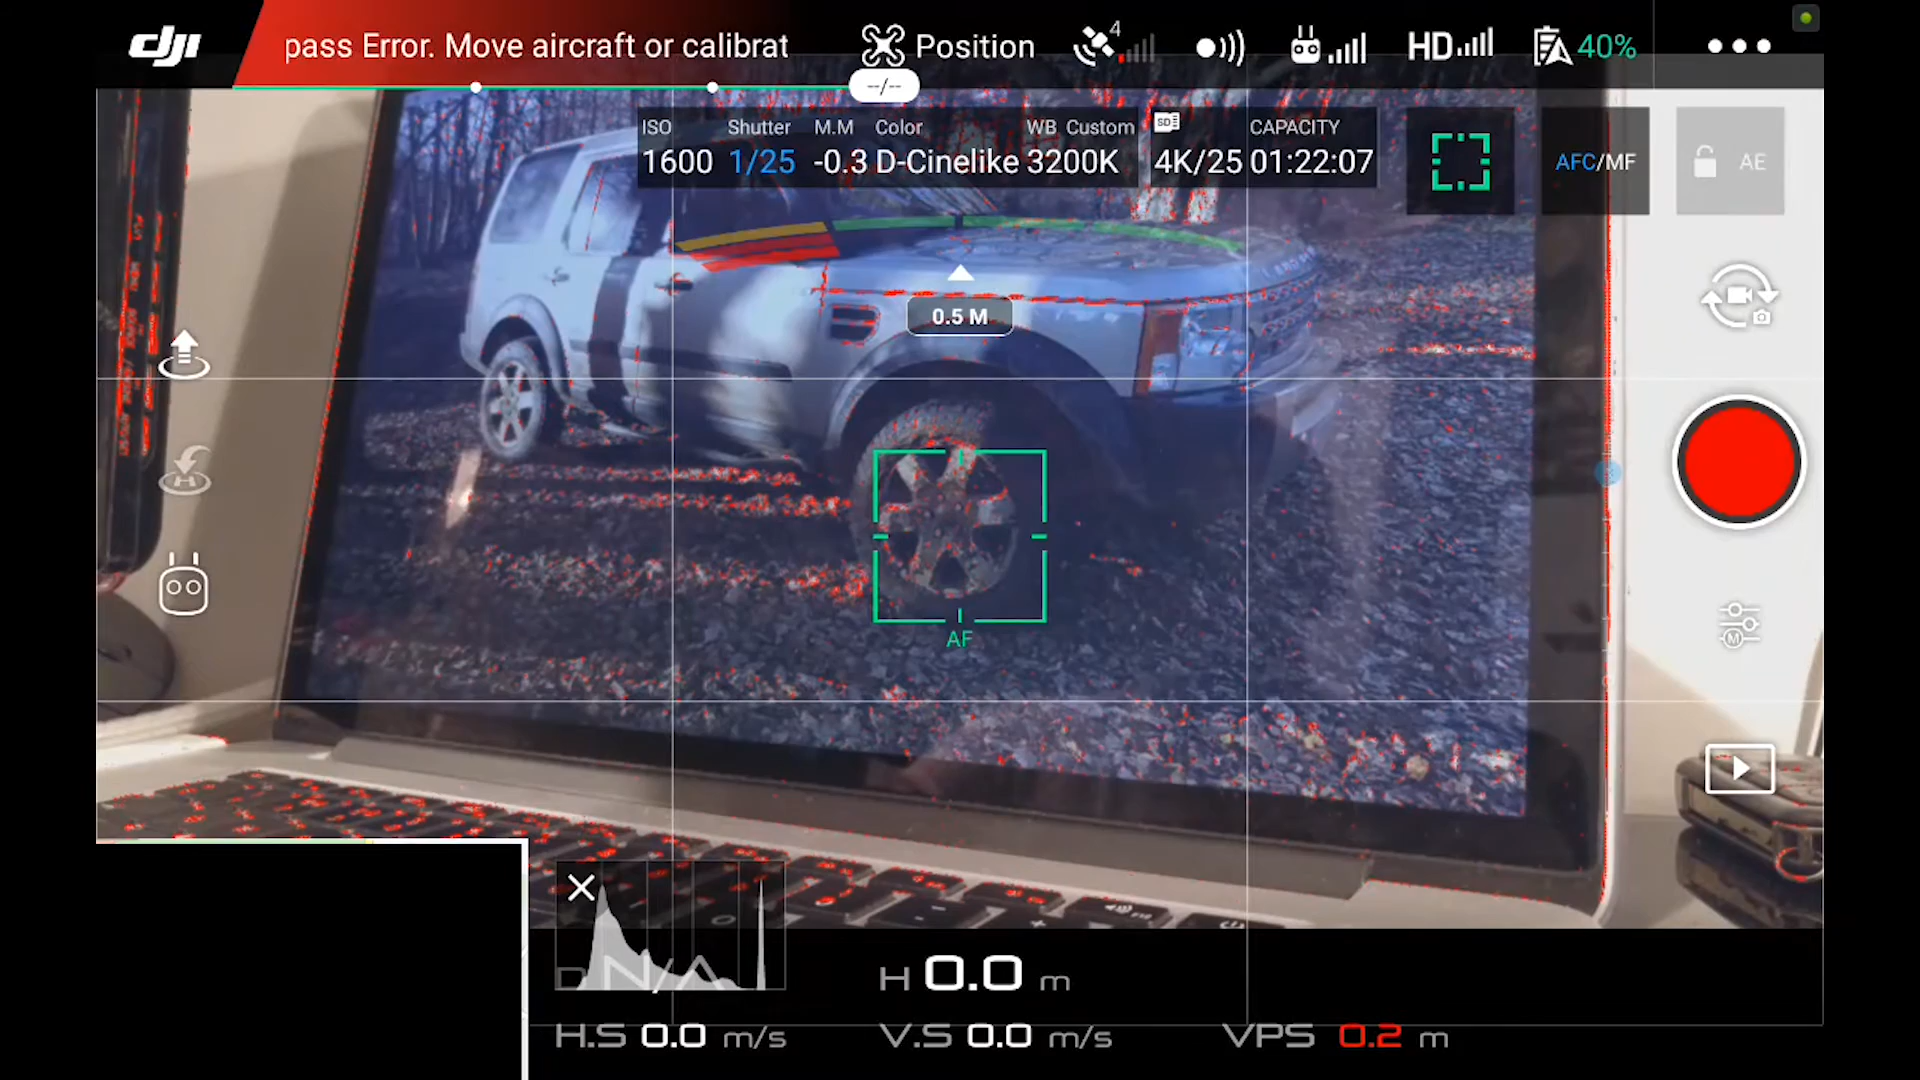 dji
pass Error. Move aircraft or calibrat
Position
4
HD
40%
--/--
ISO
1600
Shutter
1/25
M.M
-0.3
Color
D-Cinelike
WB Custom
3200K
SD
4K/25
CAPACITY
01:22:07
AFC/MF
AE
0.5 M
AF
M
D N/A
H 0.0 m
H.S 0.0 m/s
V.S 0.0 m/s
VPS 0.2 m